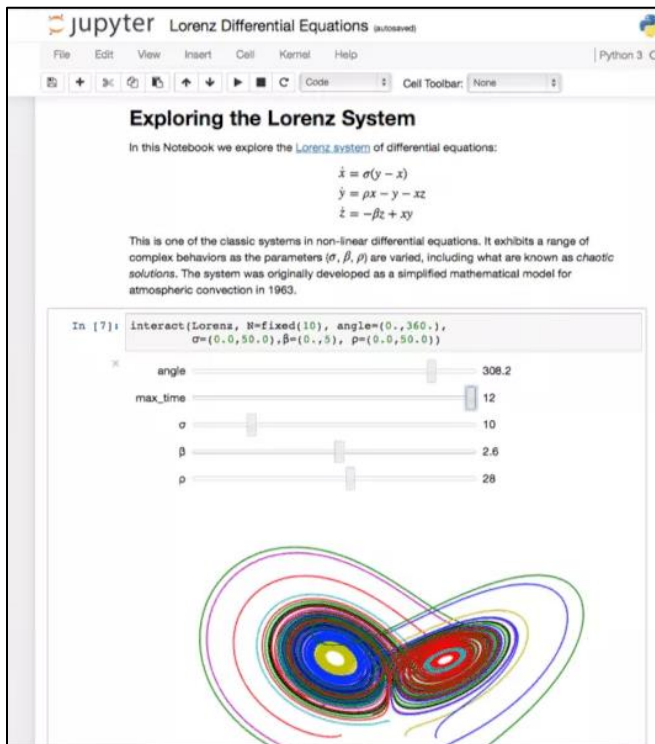 jupyter Lorenz Differential Equations (autosaved)
File Edit View Insert Cell Kernel Help Python 3
Code Cell Toolbar: None
Exploring the Lorenz System
In this Notebook we explore the Lorenz system of differential equations:
ẋ = σ(y − x)
ẏ = ρx − y − xz
ż = −βz + xy
This is one of the classic systems in non-linear differential equations. It exhibits a range of
complex behaviors as the parameters (σ, β, ρ) are varied, including what are known as chaotic
solutions. The system was originally developed as a simplified mathematical model for
atmospheric convection in 1963.
In [7]: interact(Lorenz, N=fixed(10), angle=(0.,360.),
σ=(0.0,50.0),β=(0.,5), ρ=(0.0,50.0))
angle 308.2
max_time 12
σ 10
β 2.6
ρ 28